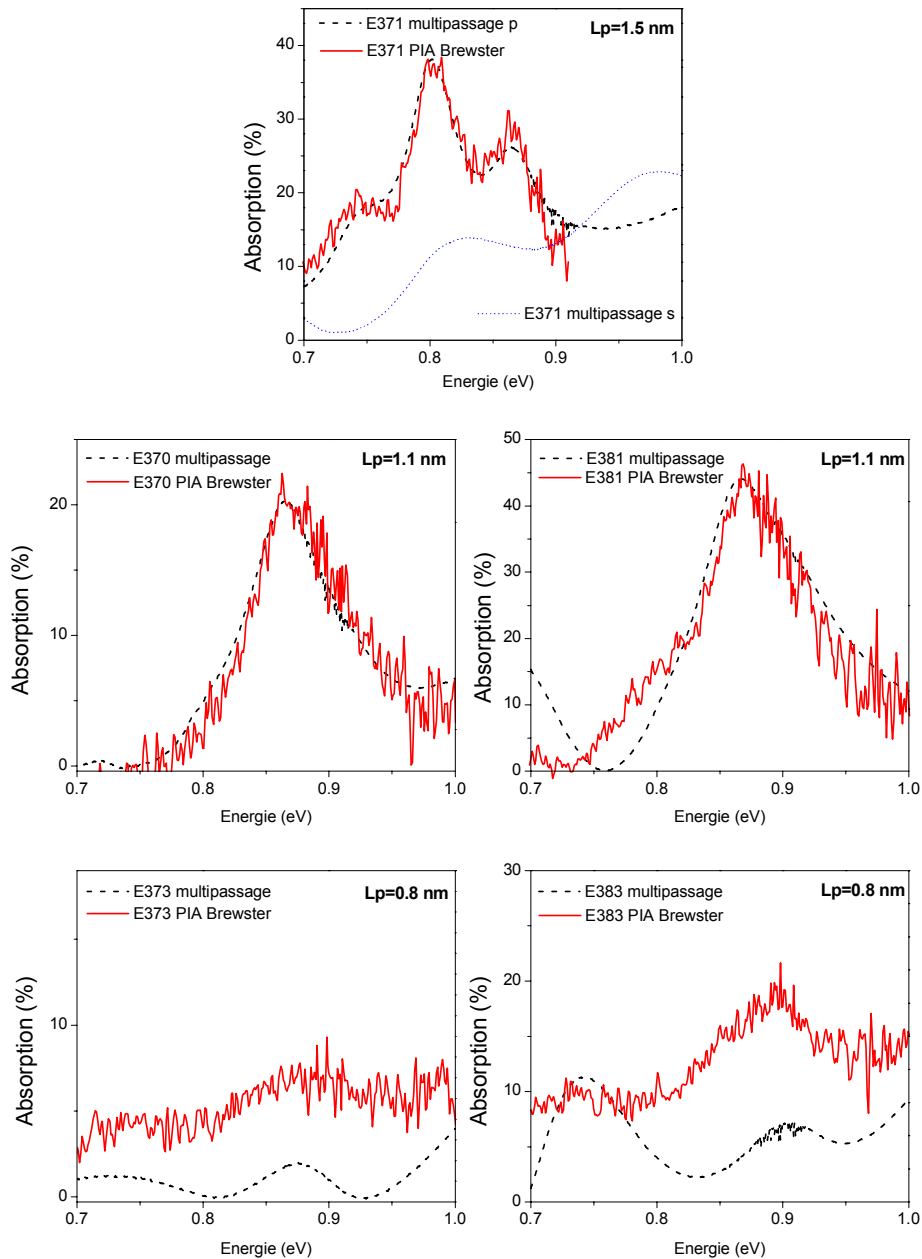 E371 multipassage p
E371 PIA Brewster
Lp=1.5 nm
40
30
20
10
0
Absorption (%)
E371 multipassage s
0.7 0.8 0.9 1.0
Energie (eV)
E370 multipassage
E370 PIA Brewster
Lp=1.1 nm
20
10
0
Absorption (%)
0.7 0.8 0.9 1.0
Energie (eV)
E381 multipassage
E381 PIA Brewster
Lp=1.1 nm
50
40
30
20
10
0
Absorption (%)
0.7 0.8 0.9 1.0
Energie (eV)
E373 multipassage
E373 PIA Brewster
Lp=0.8 nm
10
0
Absorption (%)
0.7 0.8 0.9 1.0
Energie (eV)
E383 multipassage
E383 PIA Brewster
Lp=0.8 nm
30
20
10
0
Absorption (%)
0.7 0.8 0.9 1.0
Energie (eV)